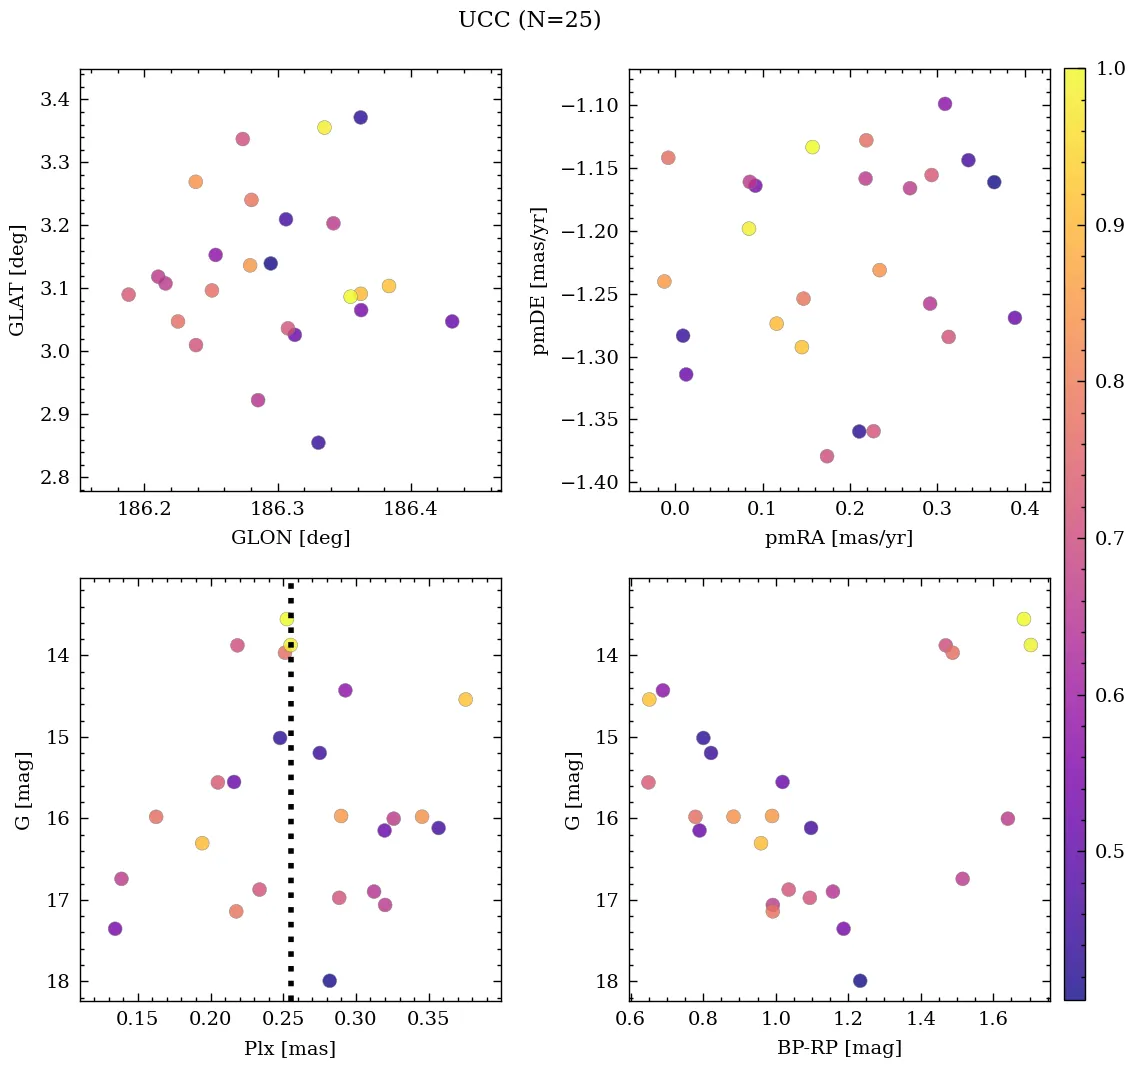 UCC (N=25)
3.4
3.3
3.2
3.1
3.0
2.9
2.8
GLAT [deg]
186.2 186.3 186.4
GLON [deg]
−1.10
−1.15
−1.20
−1.25
−1.30
−1.35
−1.40
pmDE [mas/yr]
0.0 0.1 0.2 0.3 0.4
pmRA [mas/yr]
1.0
0.9
0.8
0.7
0.6
0.5
14
15
16
17
18
G [mag]
0.15 0.20 0.25 0.30 0.35
Plx [mas]
14
15
16
17
18
G [mag]
0.6 0.8 1.0 1.2 1.4 1.6
BP-RP [mag]